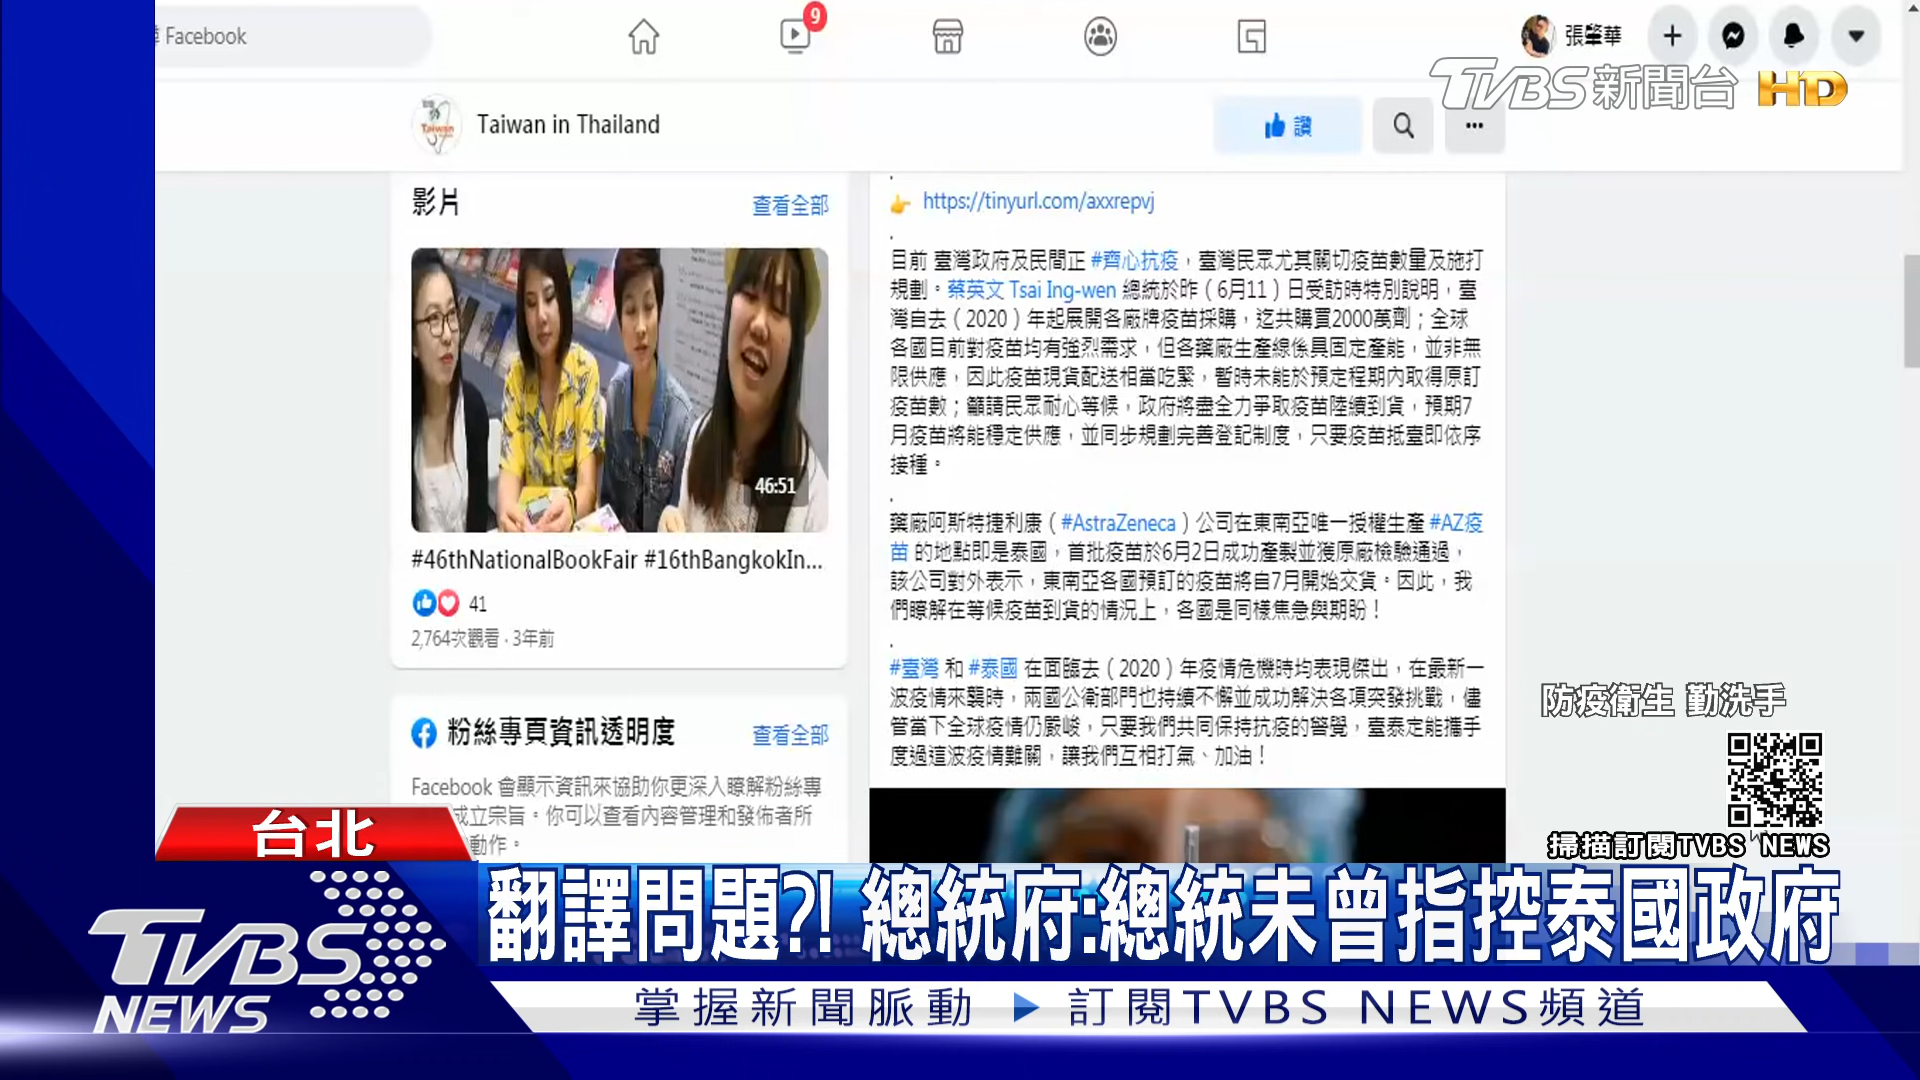 Facebook
9
張肇華
TVBS新聞台 HD
Taiwan in Thailand
讚
影片
查看全部
46:51
#46thNationalBookFair #16thBangkokIn...
41
2,764次觀看 · 3年前
粉絲專頁資訊透明度
查看全部
Facebook 會顯示資訊來協助你更深入瞭解粉絲專
成立宗旨。你可以查看內容管理和發佈者所
動作。
https://tinyurl.com/axxrepvj
.
目前 臺灣政府及民間正 #齊心抗疫，臺灣民眾尤其關切疫苗數量及施打
規劃。蔡英文 Tsai Ing-wen 總統於昨（6月11）日受訪時特別說明，臺
灣自去（2020）年起展開各廠牌疫苗採購，迄共購買2000萬劑；全球
各國目前對疫苗均有強烈需求，但各藥廠生產線係具固定產能，並非無
限供應，因此疫苗現貨配送相當吃緊，暫時未能於預定程期內取得原訂
疫苗數；籲請民眾耐心等候，政府將盡全力爭取疫苗陸續到貨，預期7
月疫苗將能穩定供應，並同步規劃完善登記制度，只要疫苗抵臺即依序
接種。
.
藥廠阿斯特捷利康（#AstraZeneca）公司在東南亞唯一授權生產 #AZ疫
苗 的地點即是泰國，首批疫苗於6月2日成功產製並獲原廠檢驗通過，
該公司對外表示，東南亞各國預訂的疫苗將自7月開始交貨。因此，我
們瞭解在等候疫苗到貨的情況上，各國是同樣焦急與期盼！
.
#臺灣 和 #泰國 在面臨去（2020）年疫情危機時均表現傑出，在最新一
波疫情來襲時，兩國公衛部門也持續不懈並成功解決各項突發挑戰，儘
管當下全球疫情仍嚴峻，只要我們共同保持抗疫的警覺，臺泰定能攜手
度過這波疫情難關，讓我們互相打氣、加油！
防疫衛生 勤洗手
掃描訂閱TVBS NEWS
台北
翻譯問題?! 總統府:總統未曾指控泰國政府
TVBS NEWS
掌握新聞脈動 ▶ 訂閱TVBS NEWS頻道